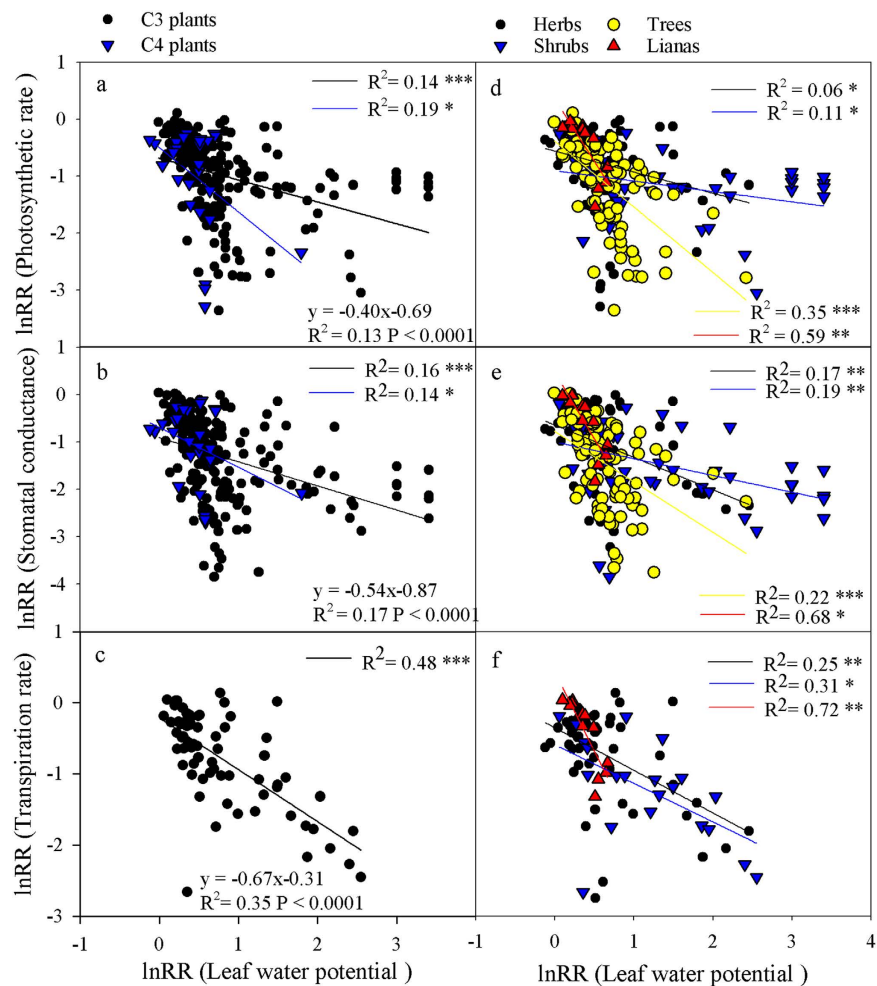 C3 plants
C4 plants
Herbs
Trees
Shrubs
Lianas
lnRR (Photosynthetic rate)
1
0
-1
-2
-3
a
R² = 0.14 ***
R² = 0.19 *
y = -0.40x-0.69
R² = 0.13 P < 0.0001
d
R² = 0.06 *
R² = 0.11 *
R² = 0.35 ***
R² = 0.59 **
lnRR (Stomatal conductance)
1
0
-1
-2
-3
-4
b
R² = 0.16 ***
R² = 0.14 *
y = -0.54x-0.87
R² = 0.17 P < 0.0001
e
R² = 0.17 **
R² = 0.19 **
R² = 0.22 ***
R² = 0.68 *
lnRR (Transpiration rate)
1
0
-1
-2
-3
c
R² = 0.48 ***
y = -0.67x-0.31
R² = 0.35 P < 0.0001
f
R² = 0.25 **
R² = 0.31 *
R² = 0.72 **
-1 0 1 2 3 -1 0 1 2 3 4
lnRR (Leaf water potential )
lnRR (Leaf water potential )